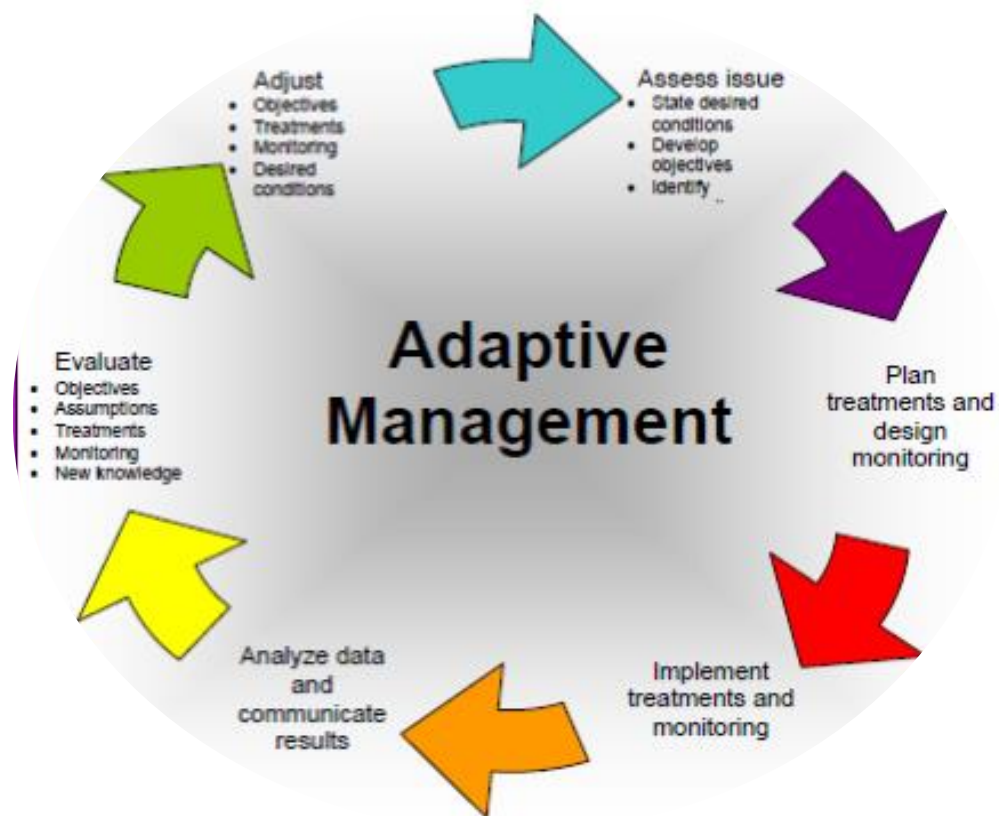 Adjust
• Objectives
• Treatments
• Monitoring
• Desired
conditions
Assess issue
• State desired
conditions
• Develop
objectives
• Identify
Adaptive
Management
Plan
treatments and
design
monitoring
Implement
treatments and
monitoring
Analyze data
and
communicate
results
Evaluate
• Objectives
• Assumptions
• Treatments
• Monitoring
• New knowledge